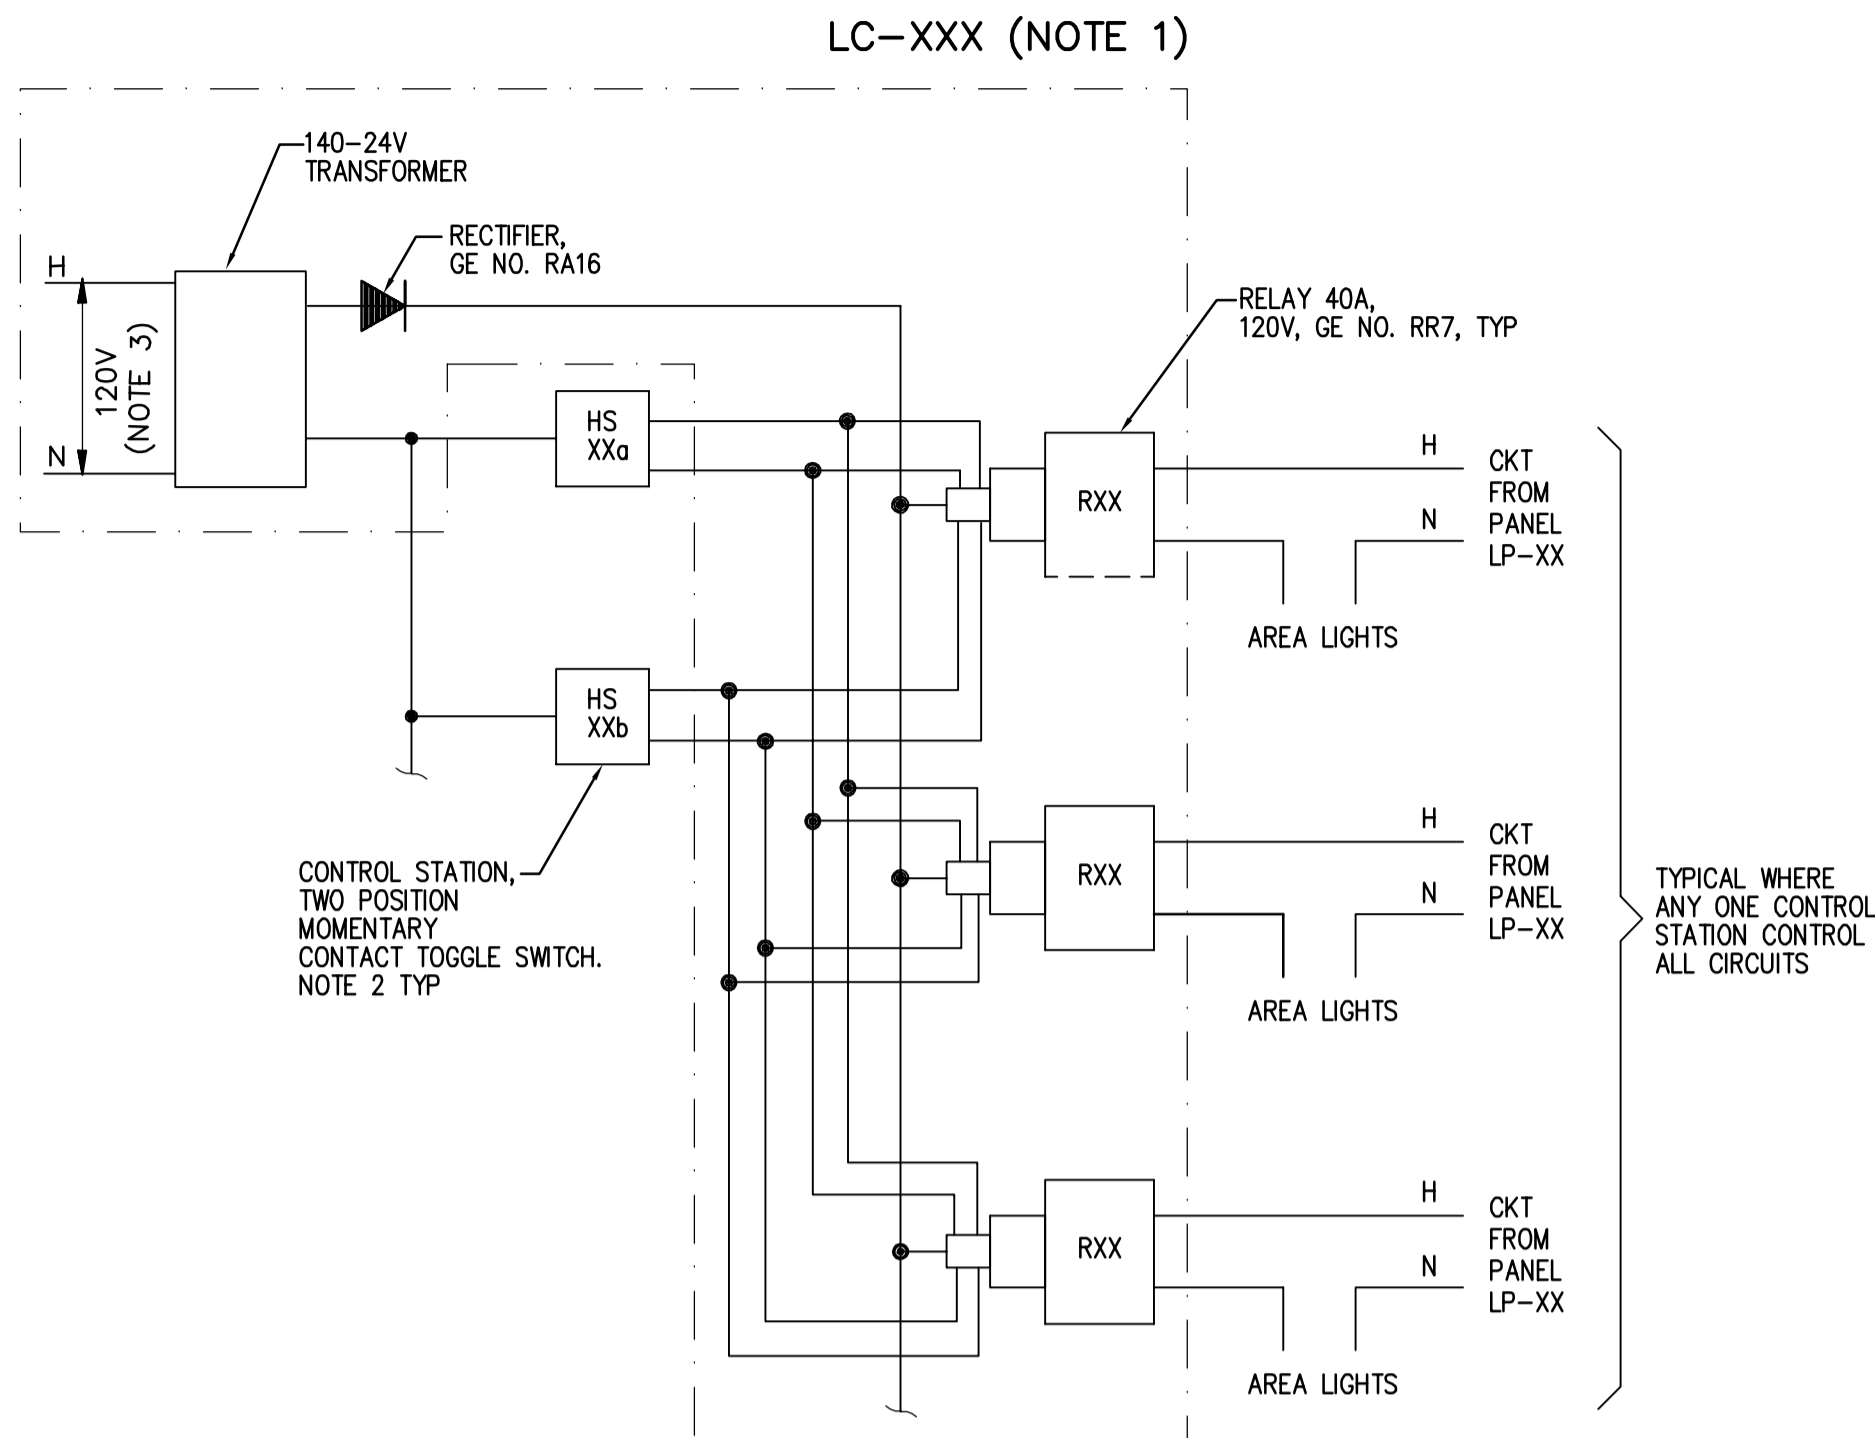 LC-XXX (NOTE 1)
140-24V
TRANSFORMER
RECTIFIER,
GE NO. RA16
H
120V
(NOTE 3)
N
RELAY 40A,
120V, GE NO. RR7, TYP
HS
XXa
RXX
H
N
CKT
FROM
PANEL
LP-XX
AREA LIGHTS
HS
XXb
CONTROL STATION,
TWO POSITION
MOMENTARY
CONTACT TOGGLE SWITCH.
NOTE 2 TYP
RXX
H
N
CKT
FROM
PANEL
LP-XX
AREA LIGHTS
TYPICAL WHERE
ANY ONE CONTROL
STATION CONTROL
ALL CIRCUITS
RXX
H
N
CKT
FROM
PANEL
LP-XX
AREA LIGHTS